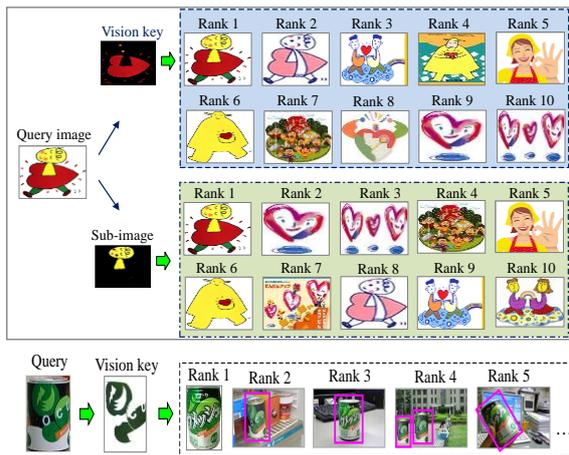 Vision key
Rank 1 Rank 2 Rank 3 Rank 4 Rank 5
Rank 6 Rank 7 Rank 8 Rank 9 Rank 10
Query image
Sub-image
Rank 1 Rank 2 Rank 3 Rank 4 Rank 5
Rank 6 Rank 7 Rank 8 Rank 9 Rank 10
Query Vision key
Rank 1 Rank 2 Rank 3 Rank 4 Rank 5
...